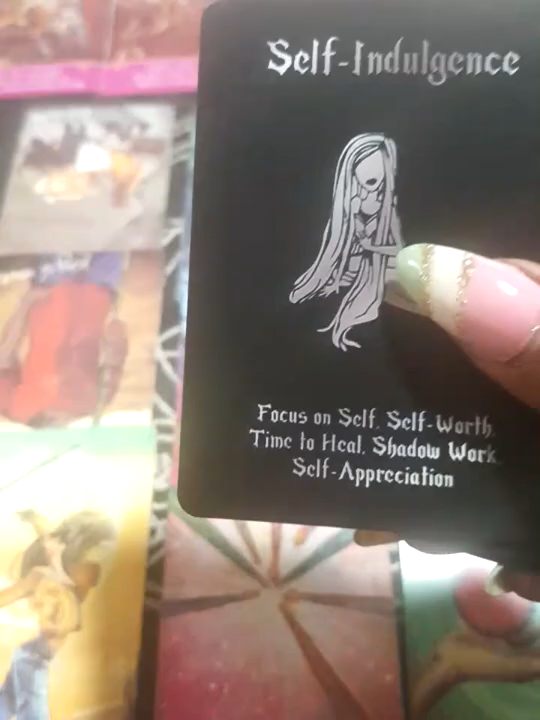 Self-Indulgence
Focus on Self, Self-Worth,
Time to Heal, Shadow Work,
Self-Appreciation